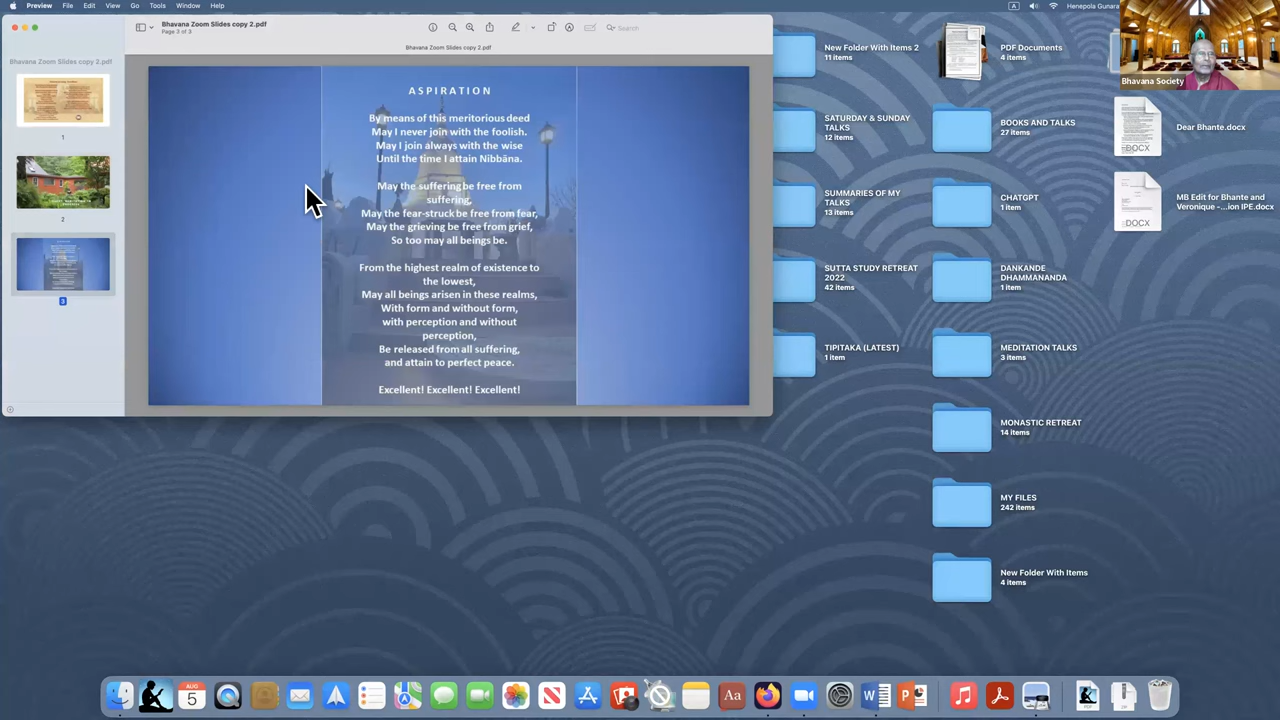 Preview File Edit View Go Tools Window Help
A
Henepola Gunara
Bhavana Zoom Slides copy 2.pdf
Page 3 of 3
Search
Bhavana Zoom Slides copy 2.pdf
Bhavana Zoom Slides copy 2.pdf
1
2
3
ASPIRATION
By means of this meritorious deed
May I never join with the foolish.
May I join always with the wise
Until the time I attain Nibbāna.
May the suffering be free from
suffering,
May the fear-struck be free from fear,
May the grieving be free from grief,
So too may all beings be.
From the highest realm of existence to
the lowest,
May all beings arisen in these realms,
With form and without form,
with perception and without
perception,
Be released from all suffering,
and attain to perfect peace.
Excellent! Excellent! Excellent!
New Folder With Items 2
11 items
SATURDAY & SUNDAY
TALKS
12 items
SUMMARIES OF MY
TALKS
13 items
SUTTA STUDY RETREAT
2022
42 items
TIPITAKA (LATEST)
1 item
PDF Documents
4 items
BOOKS AND TALKS
27 items
CHATGPT
1 item
DANKANDE
DHAMMANANDA
1 item
MEDITATION TALKS
3 items
MONASTIC RETREAT
14 items
MY FILES
242 items
New Folder With Items
4 items
Bhavana Society
DOCX
Dear Bhante.docx
DOCX
MB Edit for Bhante and
Veronique -...ion IPE.docx
AUG
5
Aa
W
P
PDF
ZIP